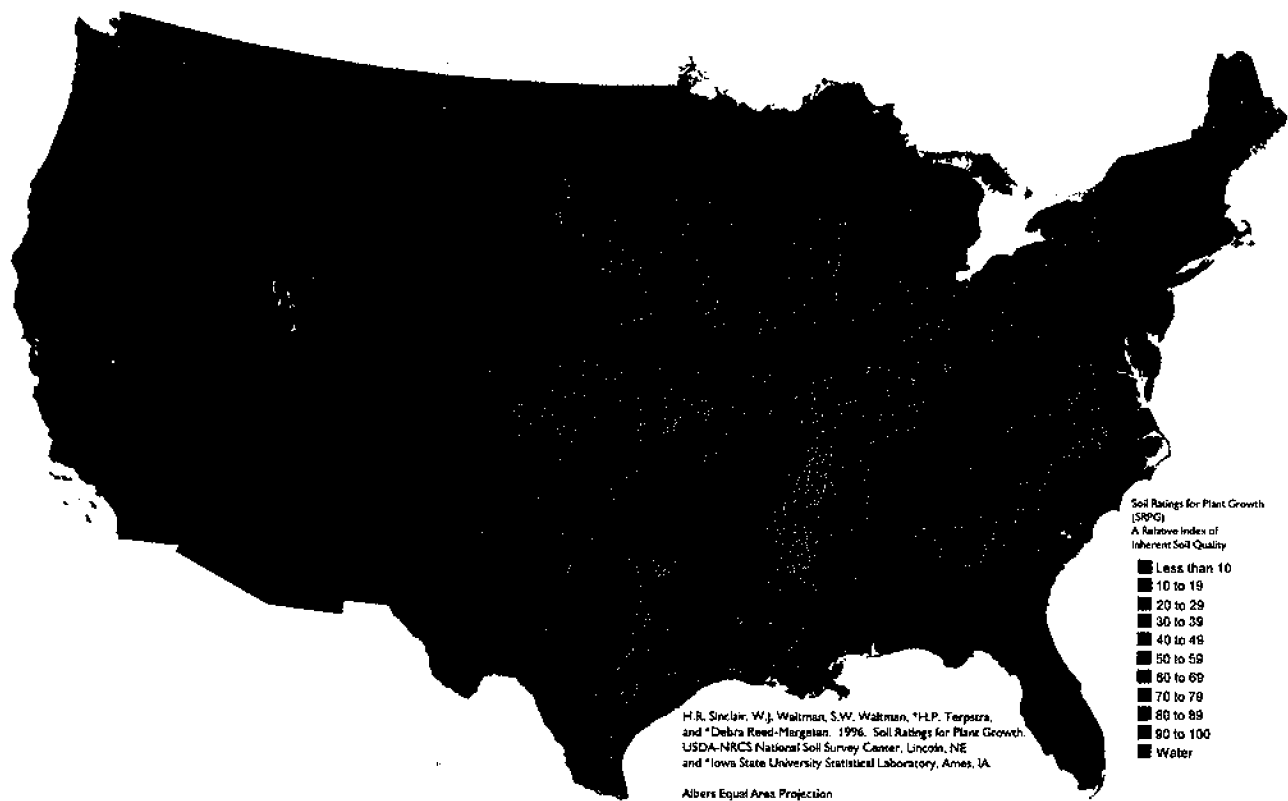 Soil Ratings for Plant Growth
(SRPG)
A Relative Index of
Inherent Soil Quality
Less than 10
10 to 19
20 to 29
30 to 39
40 to 49
50 to 59
60 to 69
70 to 79
80 to 89
90 to 100
Water
H.R. Sinclair, W.J. Waltman, S.W. Waltman, *H.P. Terpstra,
and *Debra Reed-Margetan. 1996. Soil Ratings for Plant Growth.
USDA-NRCS National Soil Survey Center, Lincoln, NE
and *Iowa State University Statistical Laboratory, Ames, IA.
Albers Equal Area Projection